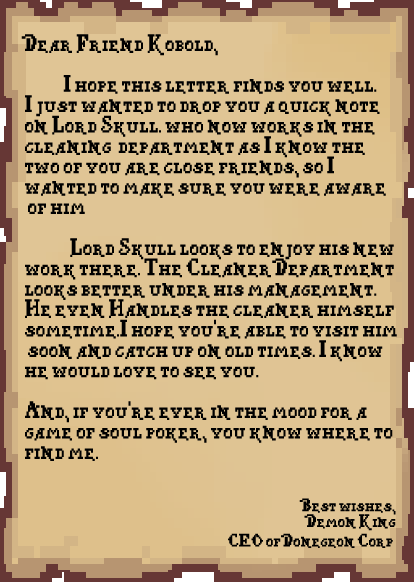 Dear Friend Kobold,
I hope this letter finds you well.
I just wanted to drop you a quick note
on Lord Skull. who now works in the
cleaning department as I know the
two of you are close friends, so I
wanted to make sure you were aware
of him
Lord Skull looks to enjoy his new
work there. The Cleaner Department
looks better under his management.
He even Handles the cleaner himself
sometime.I hope you're able to visit him
soon and catch up on old times. I know
he would love to see you.
And, if you're ever in the mood for a
game of soul poker, you know where to
find me.
Best wishes,
Demon King
CEO of Donegeon Corp